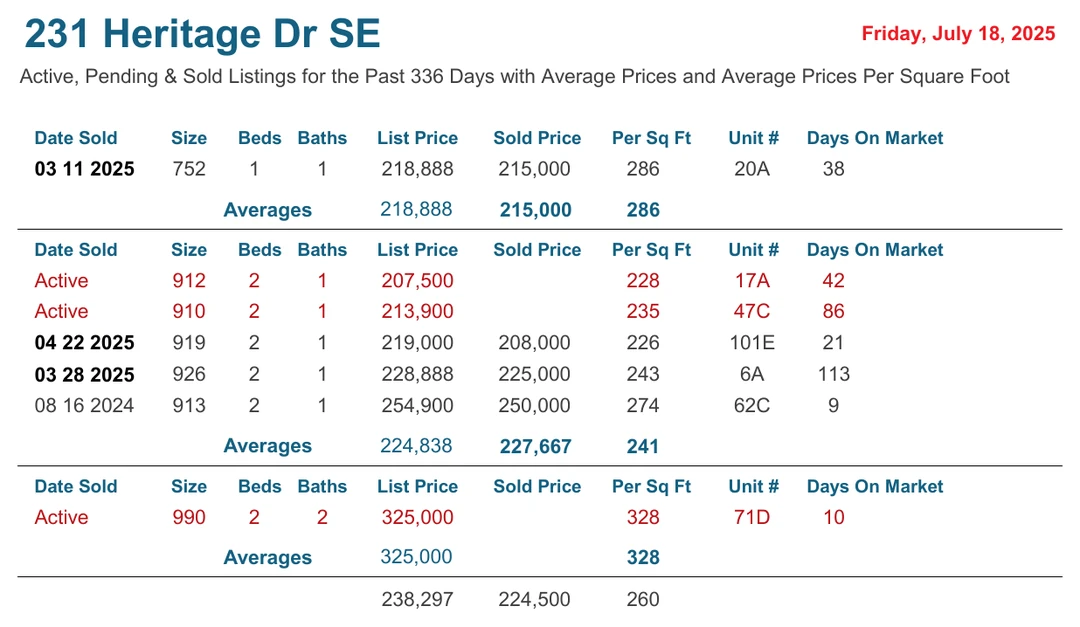 231 Heritage Dr SE
Friday, July 18, 2025
Active, Pending & Sold Listings for the Past 336 Days with Average Prices and Average Prices Per Square Foot
Date Sold Size Beds Baths List Price Sold Price Per Sq Ft Unit # Days On Market
03 11 2025 752 1 1 218,888 215,000 286 20A 38
Averages 218,888 215,000 286
Date Sold Size Beds Baths List Price Sold Price Per Sq Ft Unit # Days On Market
Active 912 2 1 207,500 228 17A 42
Active 910 2 1 213,900 235 47C 86
04 22 2025 919 2 1 219,000 208,000 226 101E 21
03 28 2025 926 2 1 228,888 225,000 243 6A 113
08 16 2024 913 2 1 254,900 250,000 274 62C 9
Averages 224,838 227,667 241
Date Sold Size Beds Baths List Price Sold Price Per Sq Ft Unit # Days On Market
Active 990 2 2 325,000 328 71D 10
Averages 325,000 328
238,297 224,500 260